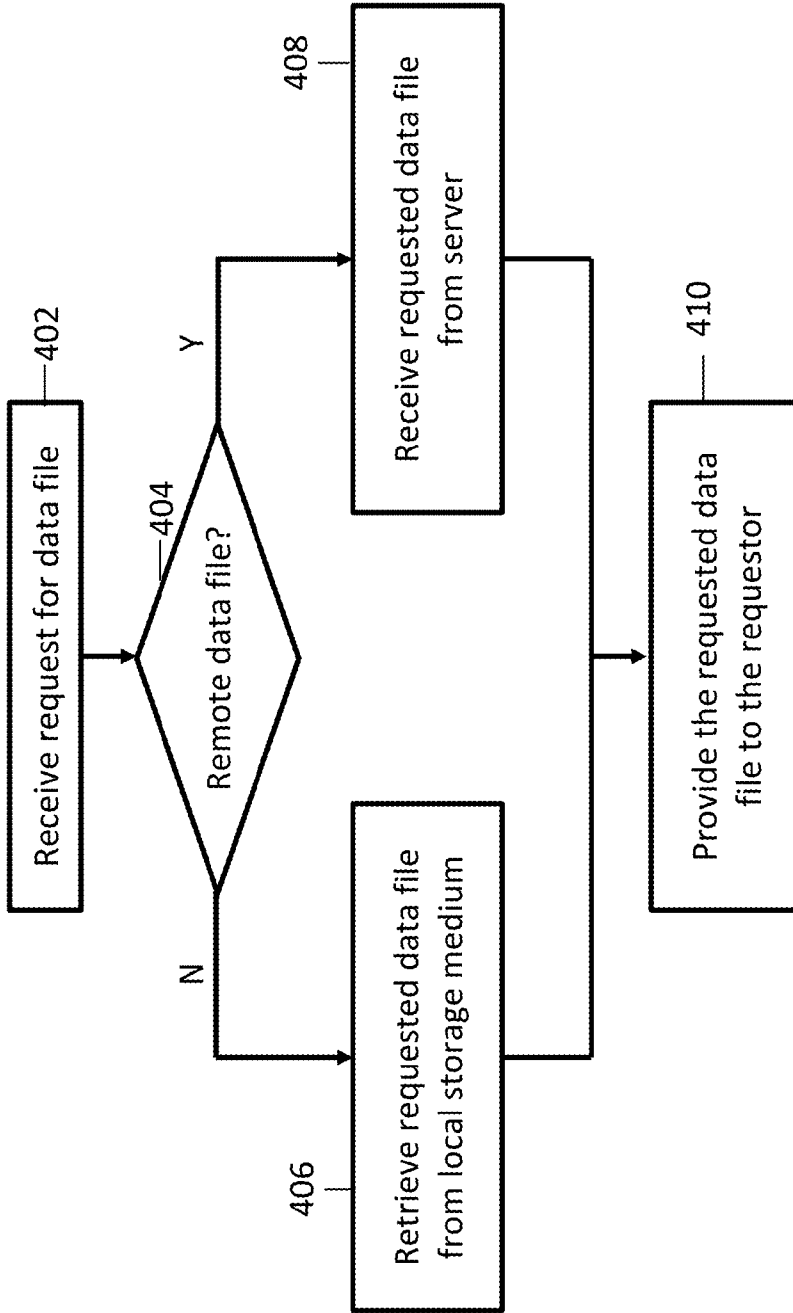 Receive request for data file
402
404
Remote data file?
N
Y
406
Retrieve requested data file
from local storage medium
408
Receive requested data file
from server
410
Provide the requested data
file to the requestor